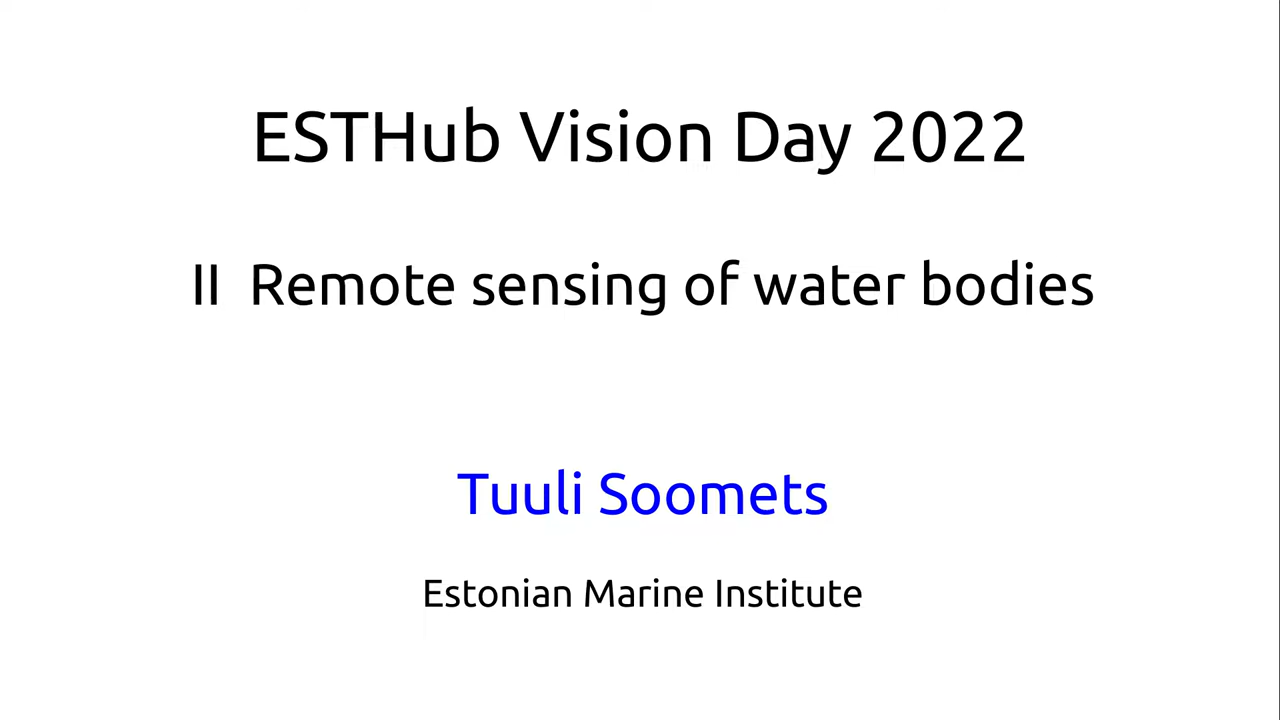 ESTHub Vision Day 2022
II Remote sensing of water bodies
Tuuli Soomets
Estonian Marine Institute